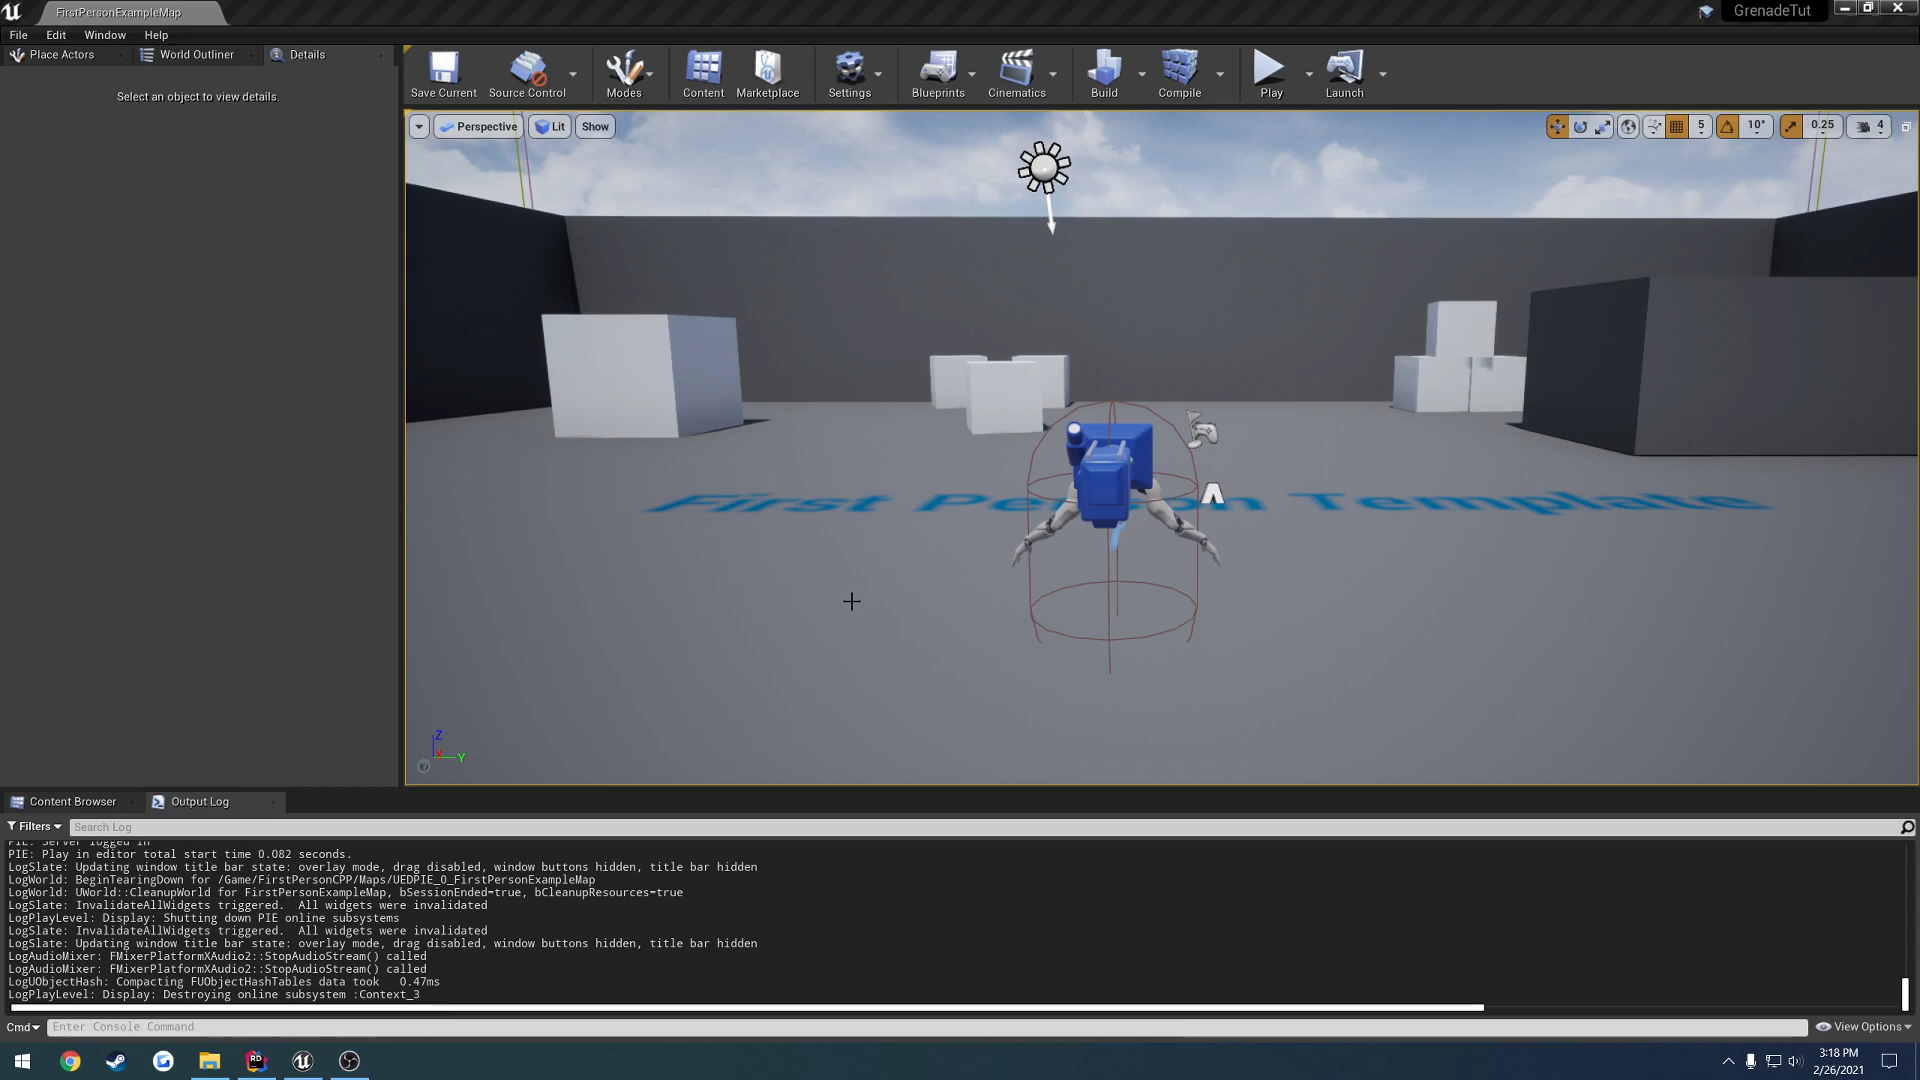 FirstPersonExampleMap
GrenadeTut
File Edit Window Help
Place Actors World Outliner Details
Select an object to view details.
Save Current Source Control Modes Content Marketplace Settings Blueprints Cinematics Build Compile Play Launch
Perspective Lit Show
5 10° 0.25 4
First Person Template
Z
X
Y
Content Browser Output Log
Filters Search Log
PIE: Server logged in
PIE: Play in editor total start time 0.082 seconds.
LogSlate: Updating window title bar state: overlay mode, drag disabled, window buttons hidden, title bar hidden
LogWorld: BeginTearingDown for /Game/FirstPersonCPP/Maps/UEDPIE_0_FirstPersonExampleMap
LogWorld: UWorld::CleanupWorld for FirstPersonExampleMap, bSessionEnded=true, bCleanupResources=true
LogSlate: InvalidateAllWidgets triggered.  All widgets were invalidated
LogPlayLevel: Display: Shutting down PIE online subsystems
LogSlate: InvalidateAllWidgets triggered.  All widgets were invalidated
LogSlate: Updating window title bar state: overlay mode, drag disabled, window buttons hidden, title bar hidden
LogAudioMixer: FMixerPlatformXAudio2::StopAudioStream() called
LogAudioMixer: FMixerPlatformXAudio2::StopAudioStream() called
LogUObjectHash: Compacting FUObjectHashTables data took   0.47ms
LogPlayLevel: Display: Destroying online subsystem :Context_3
Cmd Enter Console Command View Options
RD
3:18 PM
2/26/2021